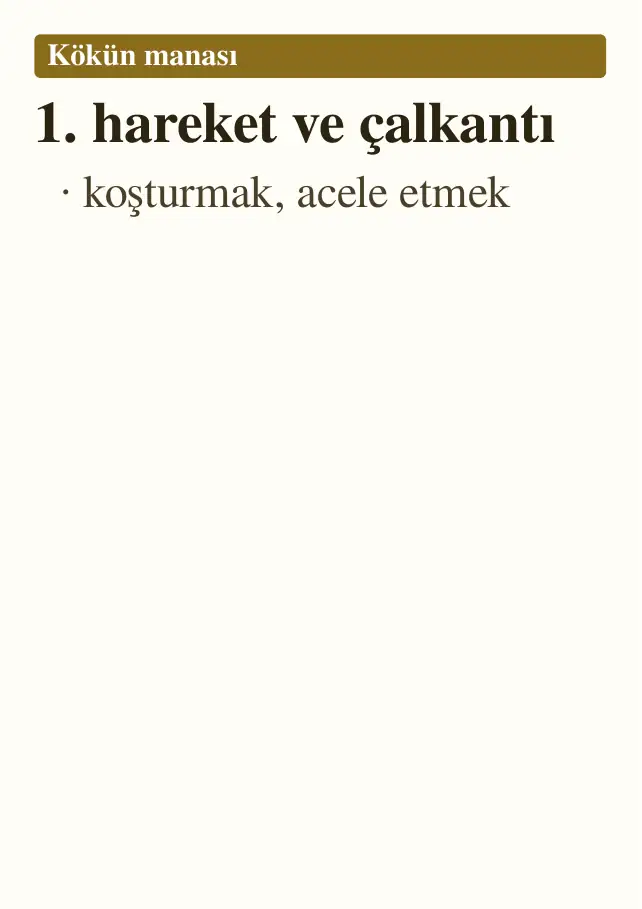 Kökün manası
1. hareket ve çalkantı
· koşturmak, acele etmek